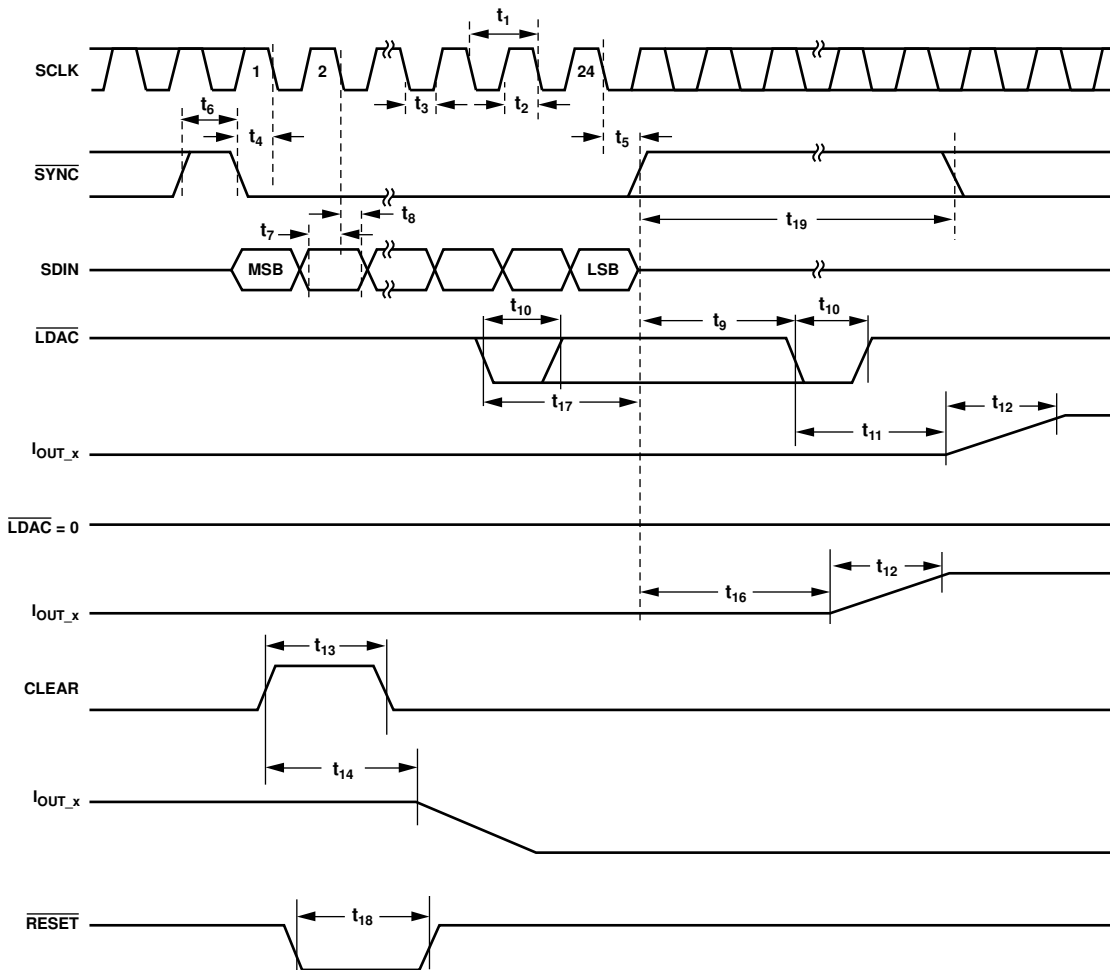 t1
SCLK
1
2
24
t3
t2
t6
t4
t5
SYNC
t8
t19
t7
SDIN
MSB
LSB
t10
t9
t10
LDAC
t17
t12
t11
IOUT_x
LDAC = 0
t12
t16
IOUT_x
t13
CLEAR
t14
IOUT_x
t18
RESET